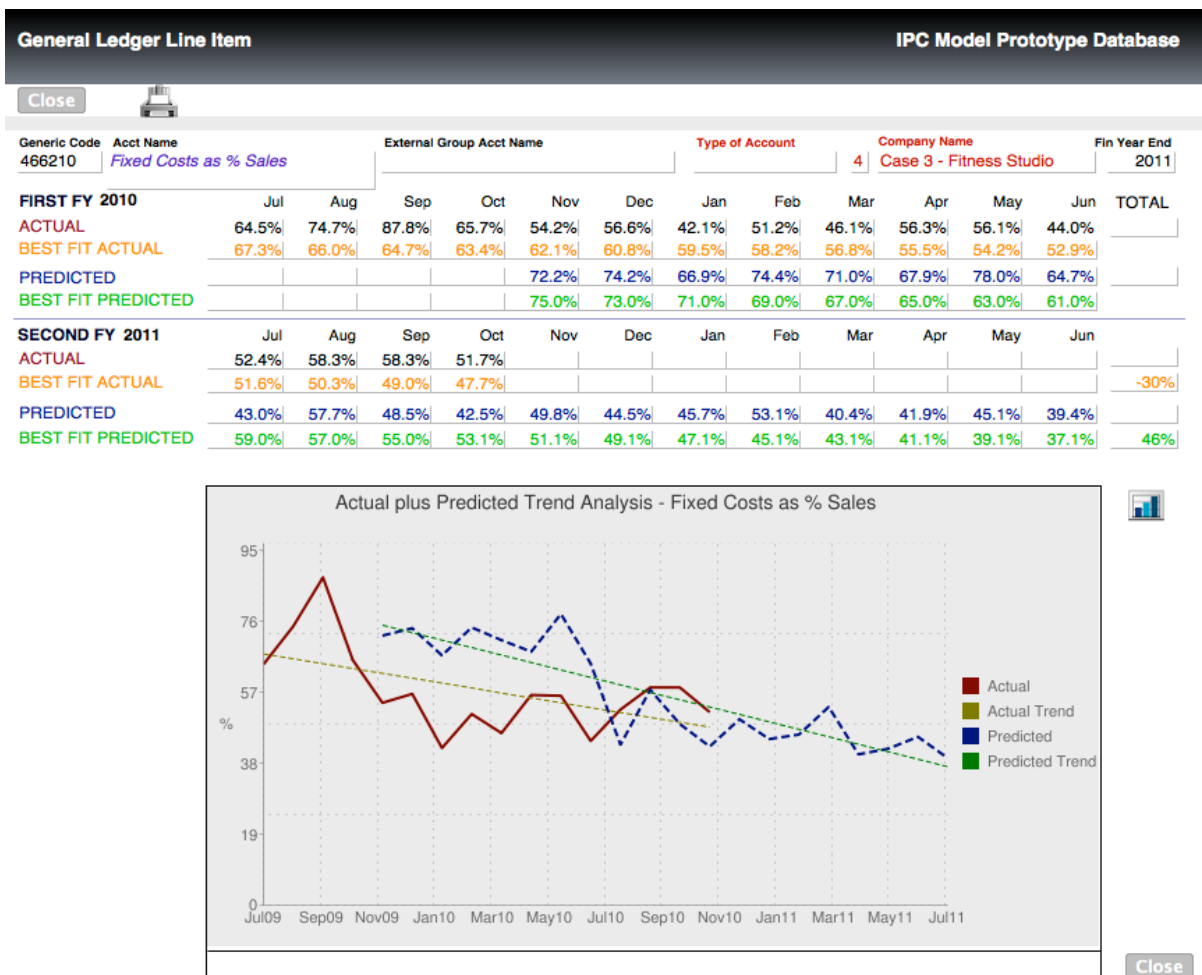 General Ledger Line Item IPC Model Prototype Database
Close
Generic Code Acct Name External Group Acct Name Type of Account Company Name Fin Year End
466210 Fixed Costs as % Sales 4 Case 3 - Fitness Studio 2011
FIRST FY 2010 Jul Aug Sep Oct Nov Dec Jan Feb Mar Apr May Jun TOTAL
ACTUAL 64.5% 74.7% 87.8% 65.7% 54.2% 56.6% 42.1% 51.2% 46.1% 56.3% 56.1% 44.0%
BEST FIT ACTUAL 67.3% 66.0% 64.7% 63.4% 62.1% 60.8% 59.5% 58.2% 56.8% 55.5% 54.2% 52.9%
PREDICTED 72.2% 74.2% 66.9% 74.4% 71.0% 67.9% 78.0% 64.7%
BEST FIT PREDICTED 75.0% 73.0% 71.0% 69.0% 67.0% 65.0% 63.0% 61.0%
SECOND FY 2011 Jul Aug Sep Oct Nov Dec Jan Feb Mar Apr May Jun
ACTUAL 52.4% 58.3% 58.3% 51.7%
BEST FIT ACTUAL 51.6% 50.3% 49.0% 47.7% -30%
PREDICTED 43.0% 57.7% 48.5% 42.5% 49.8% 44.5% 45.7% 53.1% 40.4% 41.9% 45.1% 39.4%
BEST FIT PREDICTED 59.0% 57.0% 55.0% 53.1% 51.1% 49.1% 47.1% 45.1% 43.1% 41.1% 39.1% 37.1% 46%
Actual plus Predicted Trend Analysis - Fixed Costs as % Sales
95
76
57
%
38
19
0
Jul09 Sep09 Nov09 Jan10 Mar10 May10 Jul10 Sep10 Nov10 Jan11 Mar11 May11 Jul11
Actual
Actual Trend
Predicted
Predicted Trend
Close